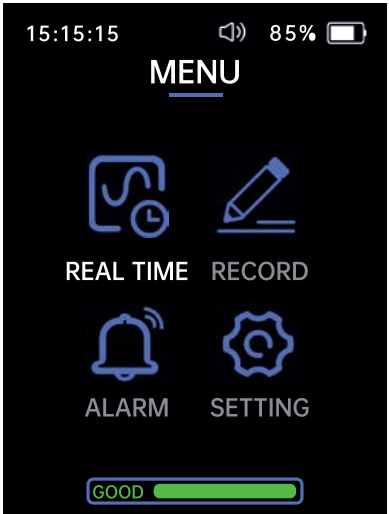 15:15:15 85%
MENU
REAL TIME RECORD
ALARM SETTING
GOOD